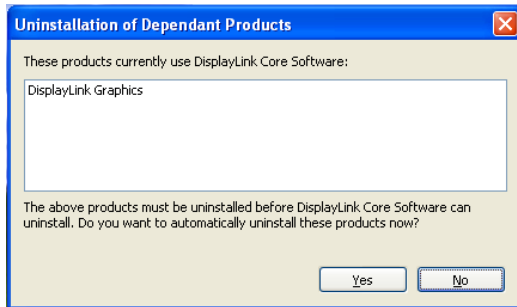 Uninstallation of Dependant Products
These products currently use DisplayLink Core Software:
DisplayLink Graphics
The above products must be uninstalled before DisplayLink Core Software can
uninstall. Do you want to automatically uninstall these products now?
Yes
No